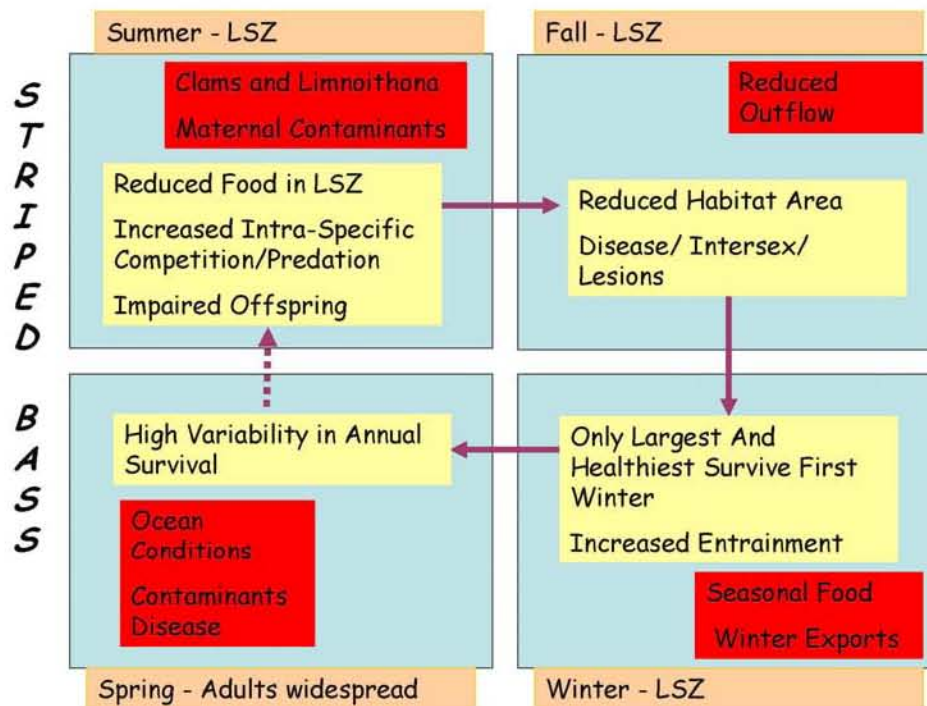 STRIPED
BASS
Summer - LSZ
Clams and Limnoithona
Maternal Contaminants
Reduced Food in LSZ
Increased Intra-Specific
Competition/Predation
Impaired Offspring
Fall - LSZ
Reduced
Outflow
Reduced Habitat Area
Disease/ Intersex/
Lesions
High Variability in Annual
Survival
Ocean
Conditions
Contaminants
Disease
Spring - Adults widespread
Only Largest And
Healthiest Survive First
Winter
Increased Entrainment
Seasonal Food
Winter Exports
Winter - LSZ